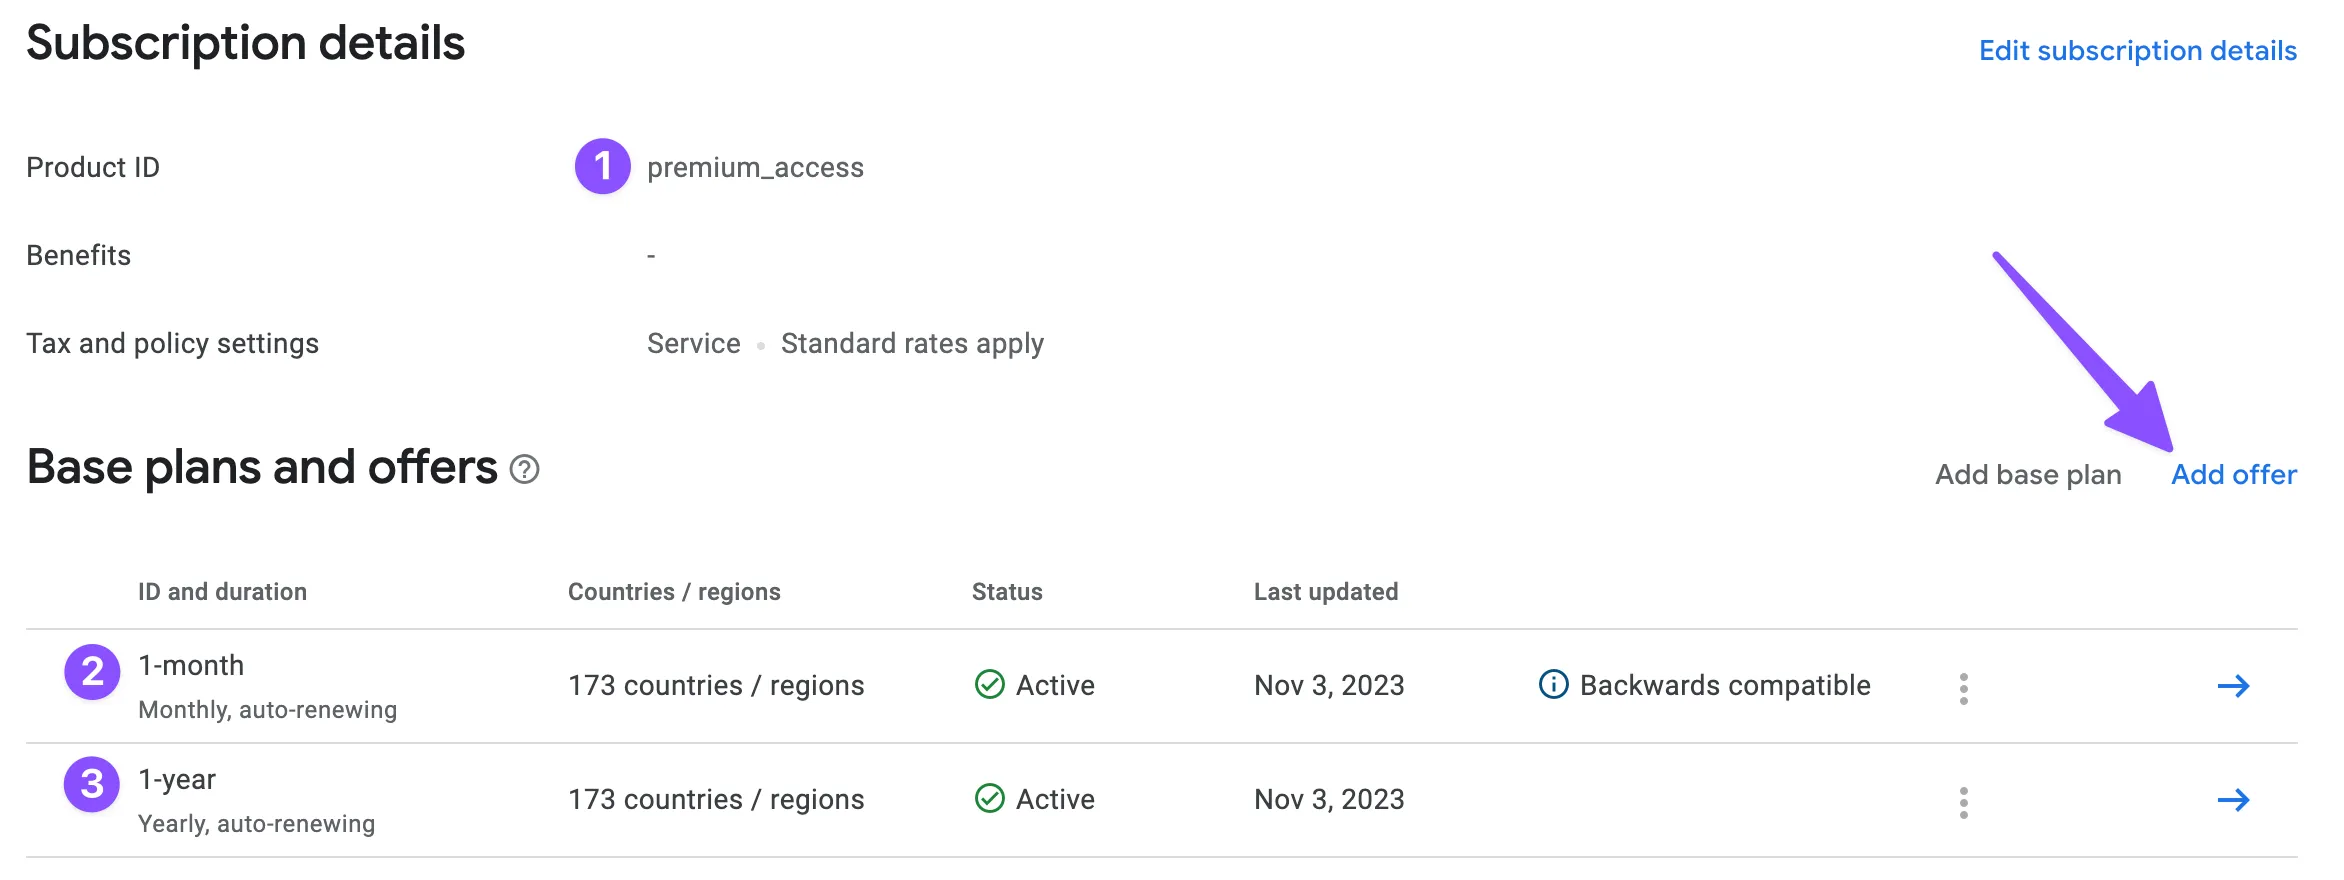 Subscription details
Edit subscription details
Product ID 1 premium_access
Benefits -
Tax and policy settings Service • Standard rates apply
Base plans and offers ?
Add base plan Add offer
ID and duration Countries / regions Status Last updated
2 1-month 173 countries / regions Active Nov 3, 2023 Backwards compatible
Monthly, auto-renewing
3 1-year 173 countries / regions Active Nov 3, 2023
Yearly, auto-renewing